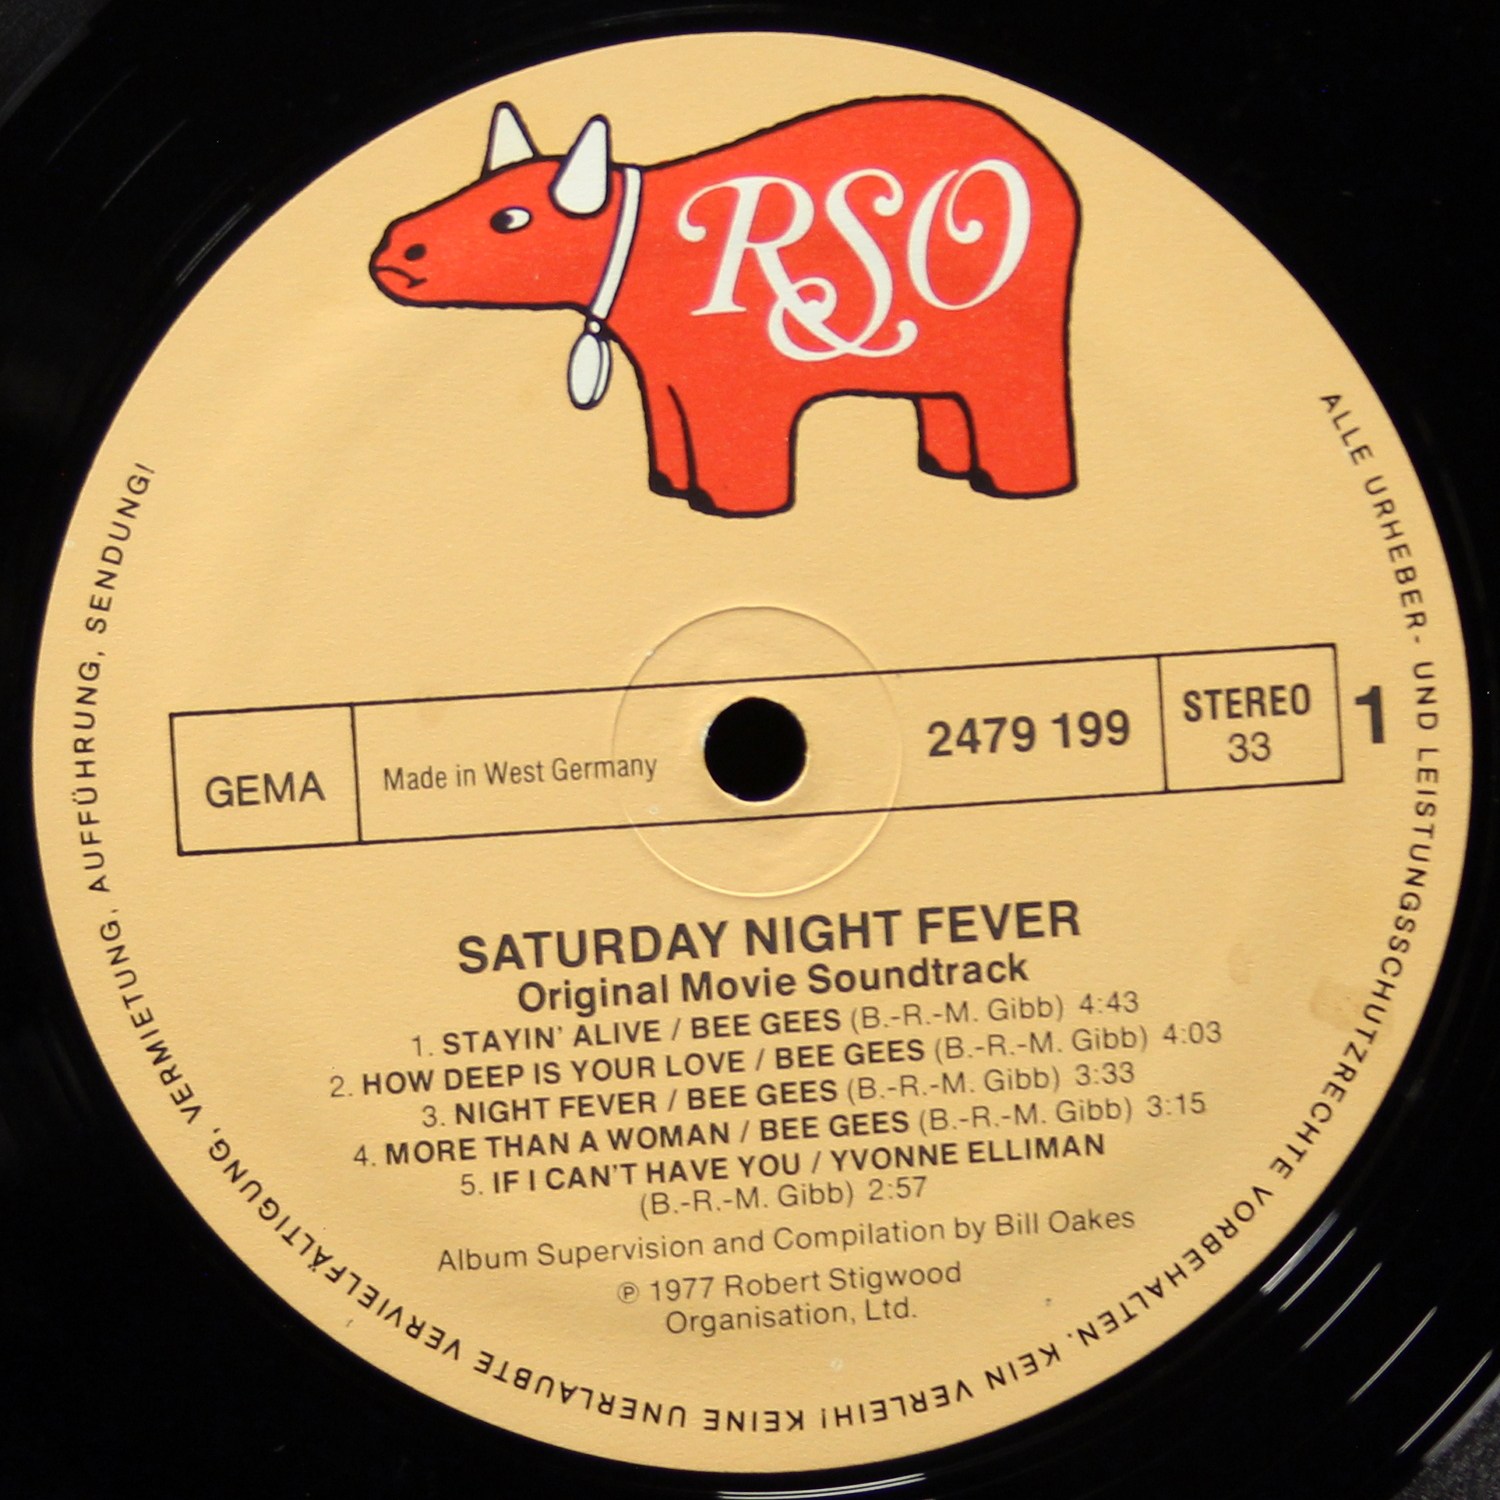 RSO
GEMA
Made in West Germany
2479 199
STEREO
33
1
SATURDAY NIGHT FEVER
Original Movie Soundtrack
1. STAYIN' ALIVE / BEE GEES (B.-R.-M. Gibb) 4:43
2. HOW DEEP IS YOUR LOVE / BEE GEES (B.-R.-M. Gibb) 4:03
3. NIGHT FEVER / BEE GEES (B.-R.-M. Gibb) 3:33
4. MORE THAN A WOMAN / BEE GEES (B.-R.-M. Gibb) 3:15
5. IF I CAN'T HAVE YOU / YVONNE ELLIMAN
(B.-R.-M. Gibb) 2:57
Album Supervision and Compilation by Bill Oakes
℗ 1977 Robert Stigwood
Organisation, Ltd.
ALLE URHEBER- UND LEISTUNGSSCHUTZRECHTE VORBEHALTEN. KEIN VERLEIH! KEINE UNERLAUBTE VERVIELFÄLTIGUNG, VERMIETUNG, AUFFÜHRUNG, SENDUNG!